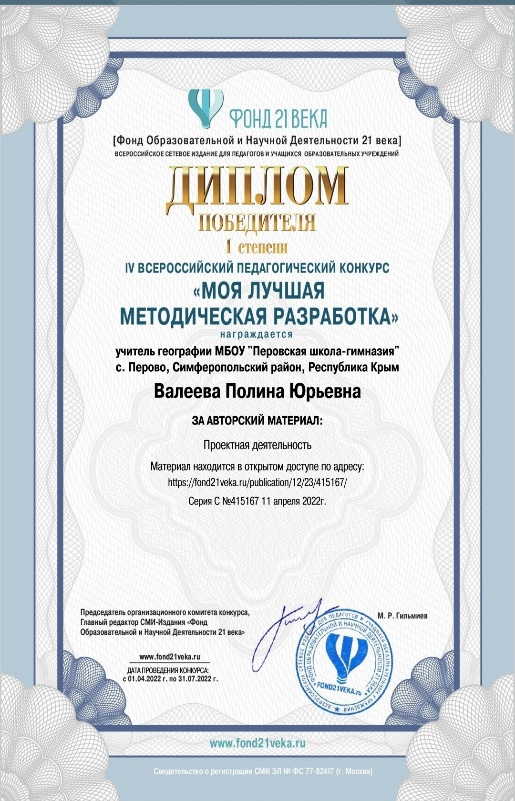 ФОНД 21 ВЕКА
[Фонд Образовательной и Научной Деятельности 21 века]
ВСЕРОССИЙСКОЕ СЕТЕВОЕ ИЗДАНИЕ ДЛЯ ПЕДАГОГОВ И УЧАЩИХСЯ ОБРАЗОВАТЕЛЬНЫХ УЧРЕЖДЕНИЙ
ДИПЛОМ
ПОБЕДИТЕЛЯ
1 степени
IV ВСЕРОССИЙСКИЙ ПЕДАГОГИЧЕСКИЙ КОНКУРС
«МОЯ ЛУЧШАЯ
МЕТОДИЧЕСКАЯ РАЗРАБОТКА»
награждается
учитель географии МБОУ "Перовская школа-гимназия"
с. Перово, Симферопольский район, Республика Крым
Валеева Полина Юрьевна
ЗА АВТОРСКИЙ МАТЕРИАЛ:
Проектная деятельность
Материал находится в открытом доступе по адресу:
https://fond21veka.ru/publication/12/23/415167/
Серия С №415167 11 апреля 2022г.
Председатель организационного комитета конкурса,
Главный редактор СМИ-Издания «Фонд
Образовательной и Научной Деятельности 21 века»
М. Р. Гильмиев
www.fond21veka.ru
ДАТА ПРОВЕДЕНИЯ КОНКУРСА:
с 01.04.2022 г. по 31.07.2022 г.
•FOND21VEKA.ru•
www.fond21veka.ru
Свидетельство о регистрации СМИ ЭЛ № ФС 77-82417 (г. Москва)